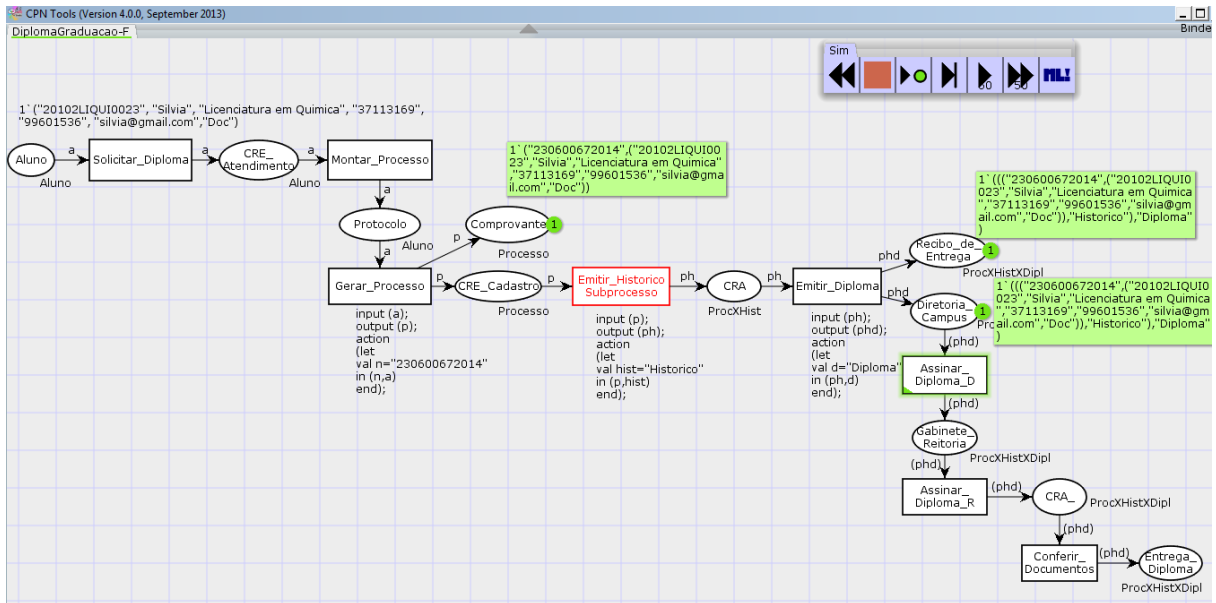 CPN Tools (Version 4.0.0, September 2013)
DiplomaGraduacao-F
Binde
Sim
50
50
ML!
1`("20102LIQUI0023", "Silvia", "Licenciatura em Quimica", "37113169",
"99601536", "silvia@gmail.com","Doc")
Aluno
a
Solicitar_Diploma
a
CRE_
Atendimento
a
Montar_Processo
Aluno
Aluno
a
Protocolo
Aluno
a
1`("230600672014",("20102LIQUI00
23","Silvia","Licenciatura em Quimica"
,"37113169","99601536","silvia@gma
il.com","Doc"))
p
Comprovante
1
Processo
Gerar_Processo
p
CRE_Cadastro
p
Processo
Emitir_Historico
Subprocesso
ph
CRA
ph
ProcXHist
Emitir_Diploma
input (a);
output (p);
action
(let
val n="230600672014"
in (n,a)
end);
input (p);
output (ph);
action
(let
val hist="Historico"
in (p,hist)
end);
input (ph);
output (phd);
action
(let
val d="Diploma"
in (ph,d)
end);
1`((("230600672014",("20102LIQUI0
023","Silvia","Licenciatura em Quimica
","37113169","99601536","silvia@gm
ail.com","Doc")),"Historico"),"Diploma"
)
phd
Recibo_de_
Entrega
1
ProcXHistXDipl
phd
Diretoria_
Campus
1
1`((("230600672014",("20102LIQUI0
023","Silvia","Licenciatura em Quimica
","37113169","99601536","silvia@gm
ail.com","Doc")),"Historico"),"Diploma"
)
(phd)
Assinar_
Diploma_D
(phd)
Gabinete_
Reitoria
ProcXHistXDipl
(phd)
Assinar_
Diploma_R
(phd)
CRA_
ProcXHistXDipl
(phd)
Conferir_
Documentos
(phd)
Entrega_
Diploma
ProcXHistXDipl